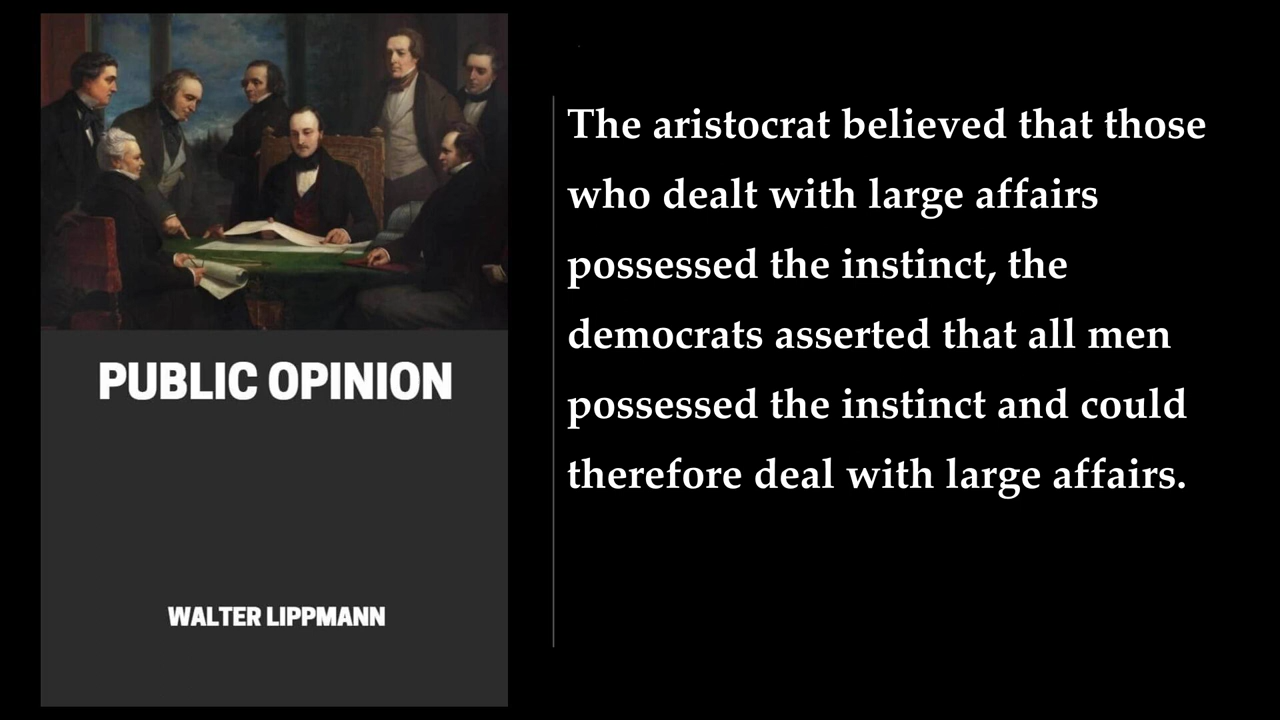 PUBLIC OPINION
WALTER LIPPMANN
The aristocrat believed that those
who dealt with large affairs
possessed the instinct, the
democrats asserted that all men
possessed the instinct and could
therefore deal with large affairs.